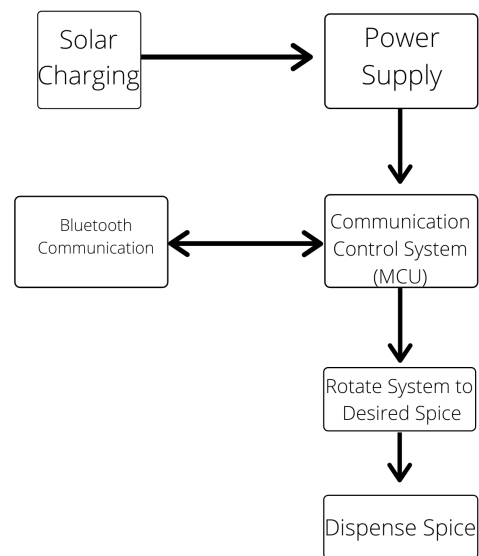 Solar
Charging
Power
Supply
Bluetooth
Communication
Communication
Control System
(MCU)
Rotate System to
Desired Spice
Dispense Spice